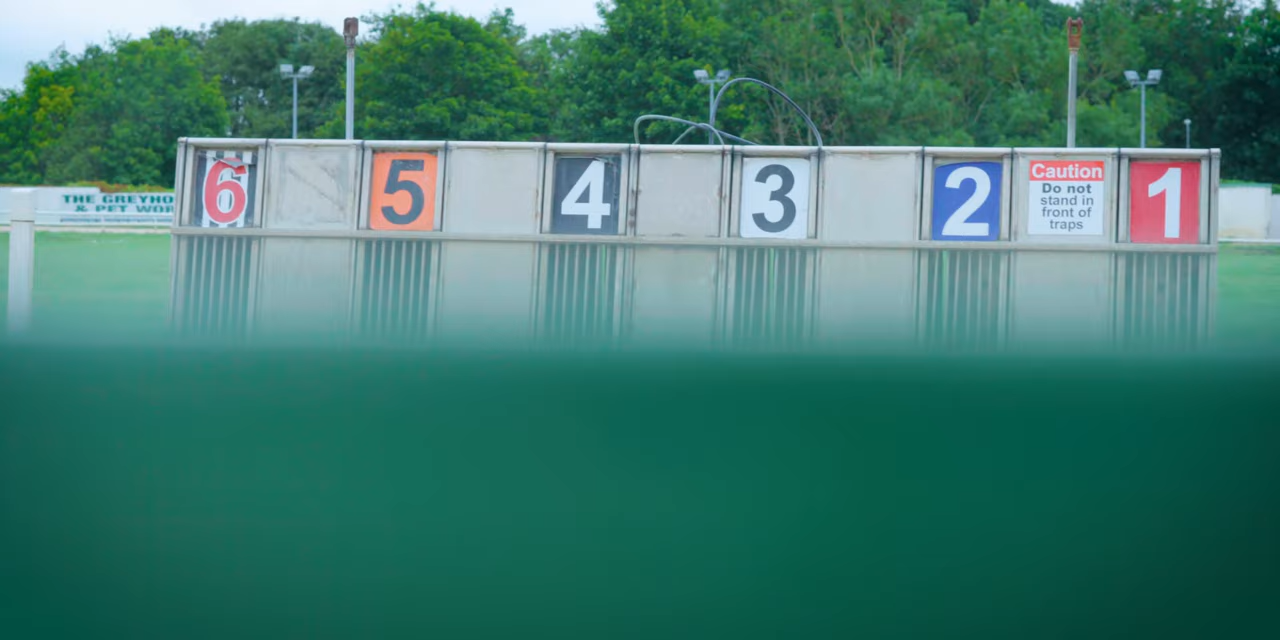 6
5
4
3
2
Caution
Do not
stand in
front of
traps
1
THE GREYHO
& PET WOR